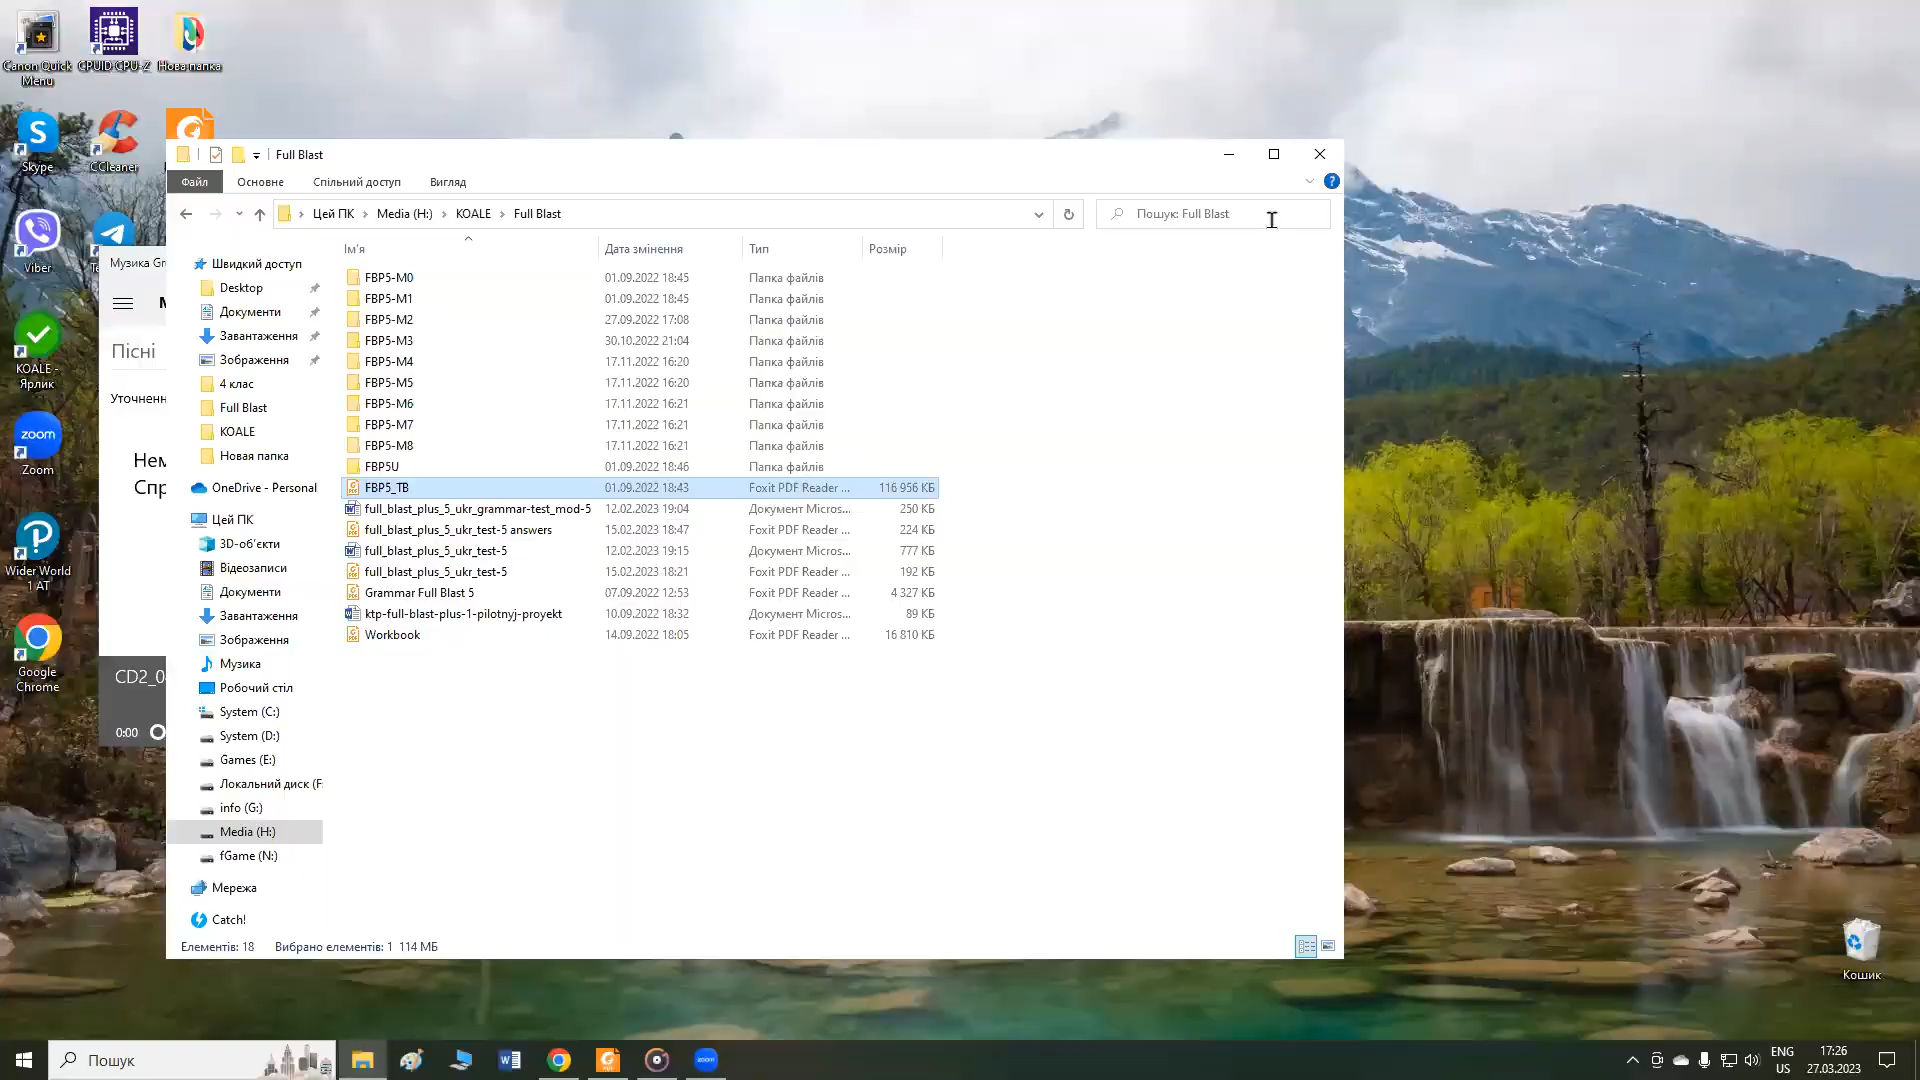 Canon Quick Menu
CPUID CPU-Z
Нова папка
Skype
CCleaner
Viber
KOALE - Ярлик
Zoom
Wider World 1 AT
Google Chrome
Музика
Пісні
Уточненн
Нем
Спр
CD2_0
0:00
Full Blast
Файл Основне Спільний доступ Вигляд
Цей ПК > Media (H:) > KOALE > Full Blast
Пошук: Full Blast
Ім'я Дата змінення Тип Розмір
Швидкий доступ
Desktop
Документи
Завантаження
Зображення
4 клас
Full Blast
KOALE
Новая папка
OneDrive - Personal
Цей ПК
3D-об'єкти
Відеозаписи
Документи
Завантаження
Зображення
Музика
Робочий стіл
System (C:)
System (D:)
Games (E:)
Локальний диск (F:
info (G:)
Media (H:)
fGame (N:)
Мережа
Catch!
FBP5-M0 01.09.2022 18:45 Папка файлів
FBP5-M1 01.09.2022 18:45 Папка файлів
FBP5-M2 27.09.2022 17:08 Папка файлів
FBP5-M3 30.10.2022 21:04 Папка файлів
FBP5-M4 17.11.2022 16:20 Папка файлів
FBP5-M5 17.11.2022 16:20 Папка файлів
FBP5-M6 17.11.2022 16:21 Папка файлів
FBP5-M7 17.11.2022 16:21 Папка файлів
FBP5-M8 17.11.2022 16:21 Папка файлів
FBP5U 01.09.2022 18:46 Папка файлів
FBP5_TB 01.09.2022 18:43 Foxit PDF Reader ... 116 956 КБ
full_blast_plus_5_ukr_grammar-test_mod-5 12.02.2023 19:04 Документ Micros... 250 КБ
full_blast_plus_5_ukr_test-5 answers 15.02.2023 18:47 Foxit PDF Reader ... 224 КБ
full_blast_plus_5_ukr_test-5 12.02.2023 19:15 Документ Micros... 777 КБ
full_blast_plus_5_ukr_test-5 15.02.2023 18:21 Foxit PDF Reader ... 192 КБ
Grammar Full Blast 5 07.09.2022 12:53 Foxit PDF Reader ... 4 327 КБ
ktp-full-blast-plus-1-pilotnyj-proyekt 10.09.2022 18:32 Документ Micros... 89 КБ
Workbook 14.09.2022 18:05 Foxit PDF Reader ... 16 810 КБ
Елементів: 18 Вибрано елементів: 1 114 МБ
Кошик
Пошук
zoom
ENG
US
17:26
27.03.2023